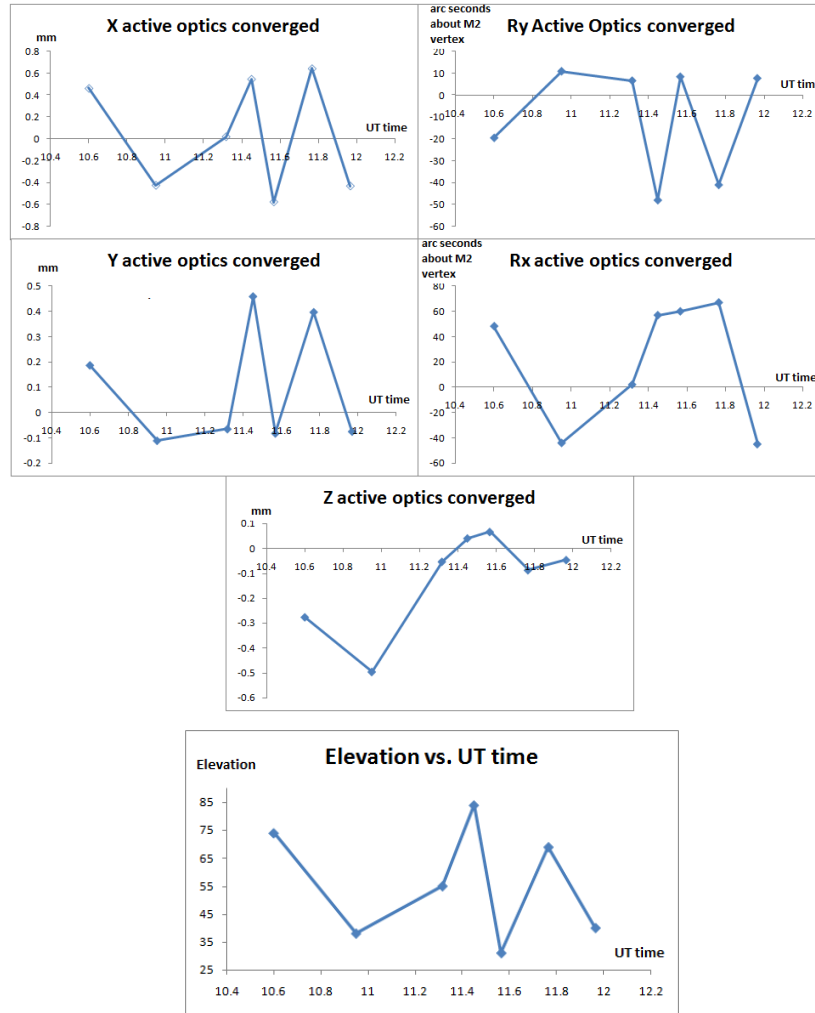 X active optics converged
mm
0.8
0.6
0.4
0.2
0
-0.2
-0.4
-0.6
-0.8
10.4 10.6 10.8 11 11.2 11.4 11.6 11.8 12 12.2
UT time
arc seconds
about M2
vertex
Ry Active Optics converged
20
10
0
-10
-20
-30
-40
-50
-60
10.4 10.6 10.8 11 11.2 11.4 11.6 11.8 12 12.2
UT time
Y active optics converged
mm
0.5
0.4
0.3
0.2
0.1
0
-0.1
-0.2
10.4 10.6 10.8 11 11.2 11.4 11.6 11.8 12 12.2
UT time
arc seconds
about M2
vertex
Rx active optics converged
80
60
40
20
0
-20
-40
-60
10.4 10.6 10.8 11 11.2 11.4 11.6 11.8 12 12.2
UT time
Z active optics converged
mm
0.1
0
-0.1
-0.2
-0.3
-0.4
-0.5
-0.6
10.4 10.6 10.8 11 11.2 11.4 11.6 11.8 12 12.2
UT time
Elevation vs. UT time
Elevation
85
75
65
55
45
35
25
10.4 10.6 10.8 11 11.2 11.4 11.6 11.8 12 12.2
UT time